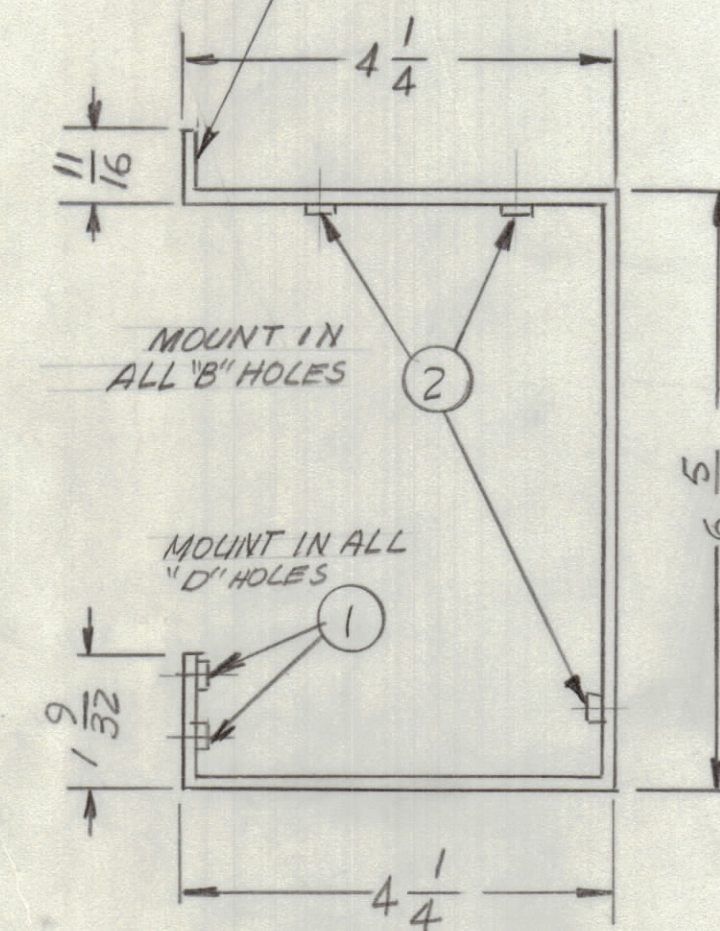 4 1/4
11/16
MOUNT IN
ALL "B" HOLES
2
MOUNT IN ALL
"D" HOLES
1
1 9/32
4 1/4